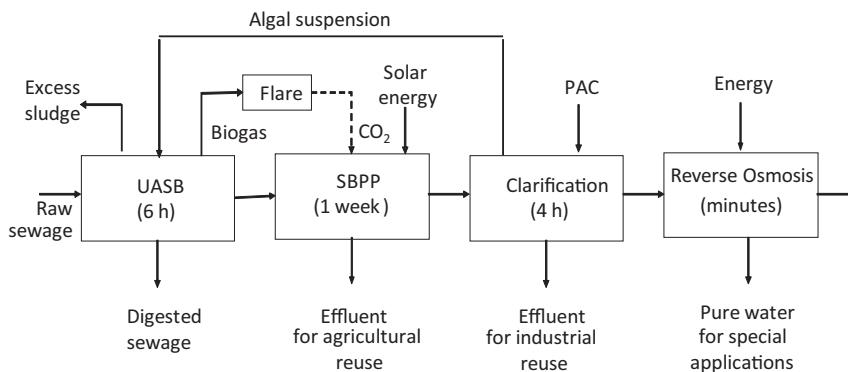 Algal suspension
Excess
sludge
Flare
Solar
energy
PAC
Energy
Biogas
CO₂
UASB
(6 h)
SBPP
(1 week)
Clarification
(4 h)
Reverse Osmosis
(minutes)
Raw
sewage
Digested
sewage
Effluent
for agricultural
reuse
Effluent
for industrial
reuse
Pure water
for special
applications